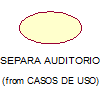 SEPARA AUDITORIO
(from CASOS DE USO)